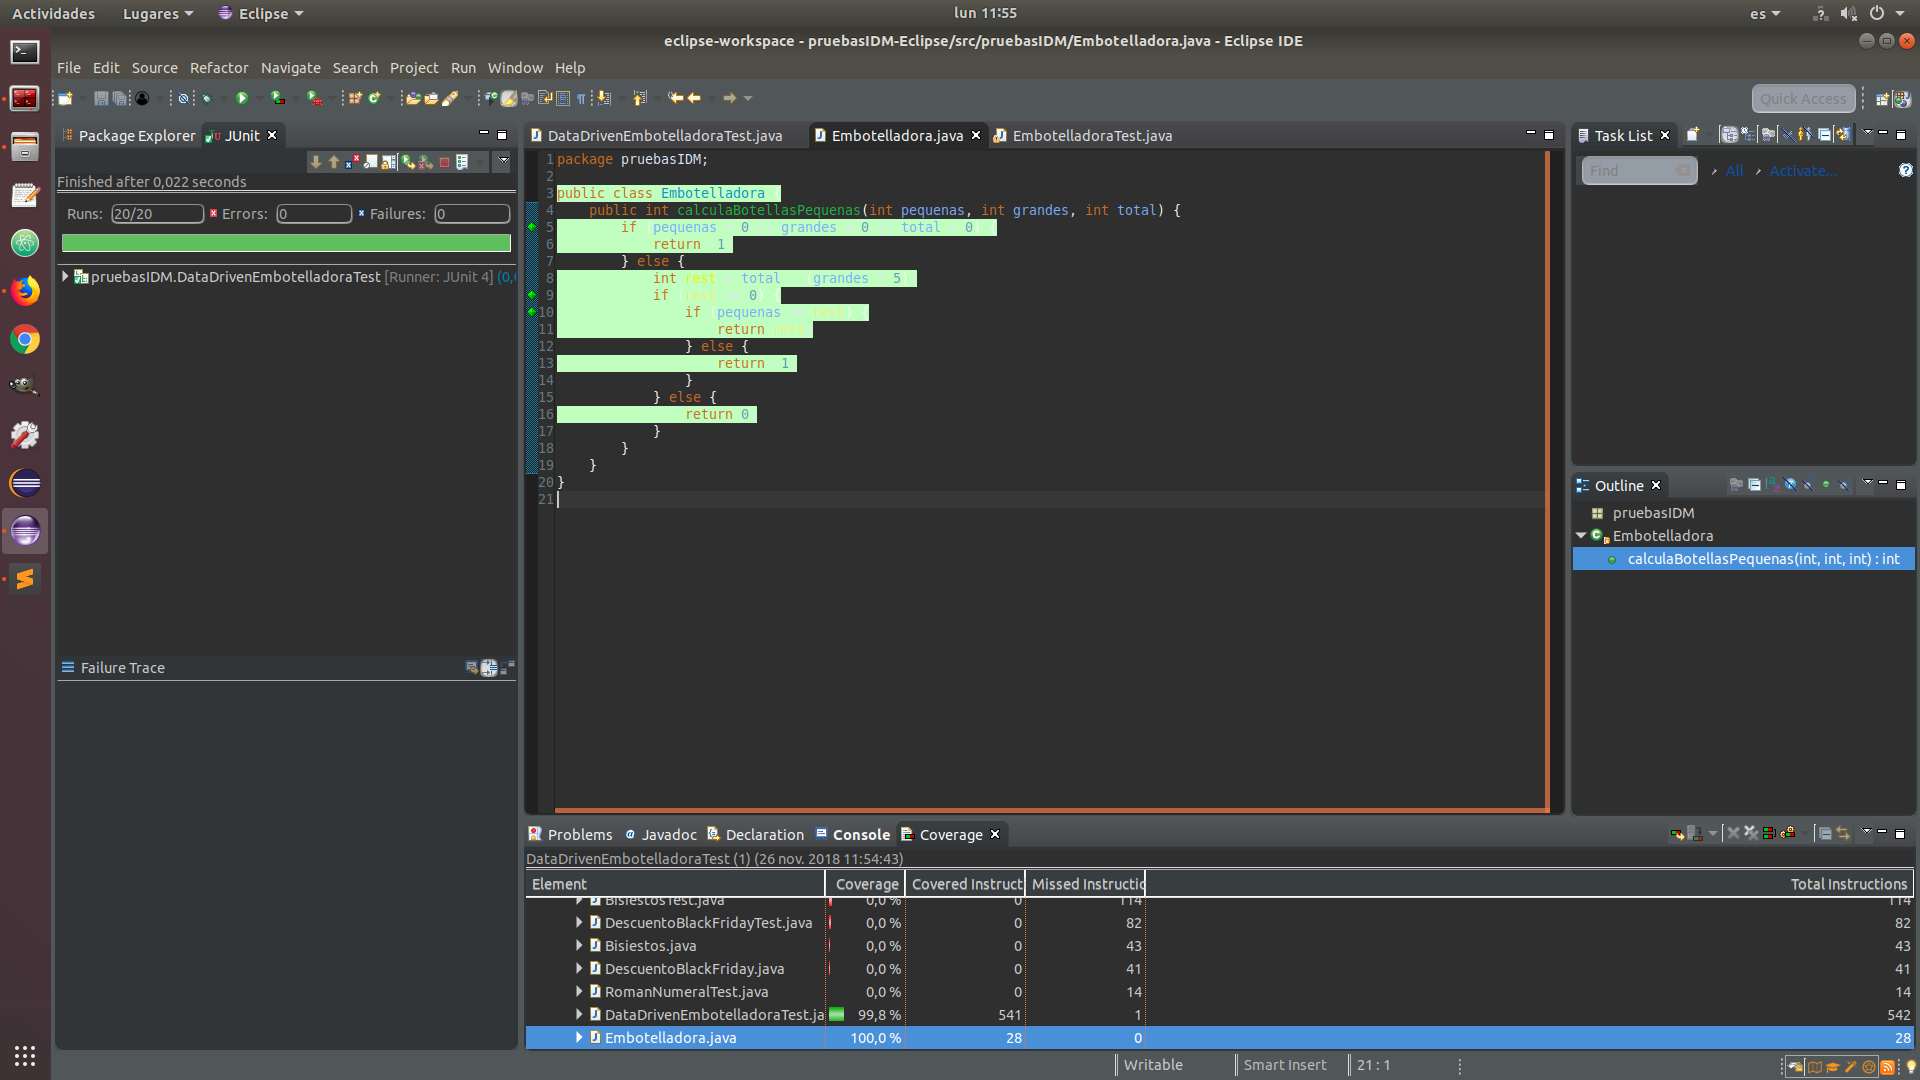 Actividades Lugares Eclipse lun 11:55 es
eclipse-workspace - pruebasIDM-Eclipse/src/pruebasIDM/Embotelladora.java - Eclipse IDE
File Edit Source Refactor Navigate Search Project Run Window Help
Quick Access
Package Explorer JUnit
Finished after 0,022 seconds
Runs: 20/20 Errors: 0 Failures: 0
pruebasIDM.DataDrivenEmbotelladoraTest [Runner: JUnit 4] (0,
Failure Trace
DataDrivenEmbotelladoraTest.java Embotelladora.java EmbotelladoraTest.java
1 package pruebasIDM;
2
3 public class Embotelladora
4 public int calculaBotellasPequenas(int pequenas, int grandes, int total) {
5 if pequenas 0 grandes 0 total 0
6 return 1
7 } else {
8 int rest total grandes 5
9 if 0
10 if pequenas
11 return
12 } else {
13 return 1
14 }
15 } else {
16 return 0
17 }
18 }
19 }
20 }
21
Task List
Find All Activate...
Outline
pruebasIDM
Embotelladora
calculaBotellasPequenas(int, int, int) : int
Problems Javadoc Declaration Console Coverage
DataDrivenEmbotelladoraTest (1) (26 nov. 2018 11:54:43)
Element Coverage Covered Instruct Missed Instructio Total Instructions
BisiestosTest.java 0,0 % 0 114 114
DescuentoBlackFridayTest.java 0,0 % 0 82 82
Bisiestos.java 0,0 % 0 43 43
DescuentoBlackFriday.java 0,0 % 0 41 41
RomanNumeralTest.java 0,0 % 0 14 14
DataDrivenEmbotelladoraTest.ja 99,8 % 541 1 542
Embotelladora.java 100,0 % 28 0 28
Writable Smart Insert 21 : 1